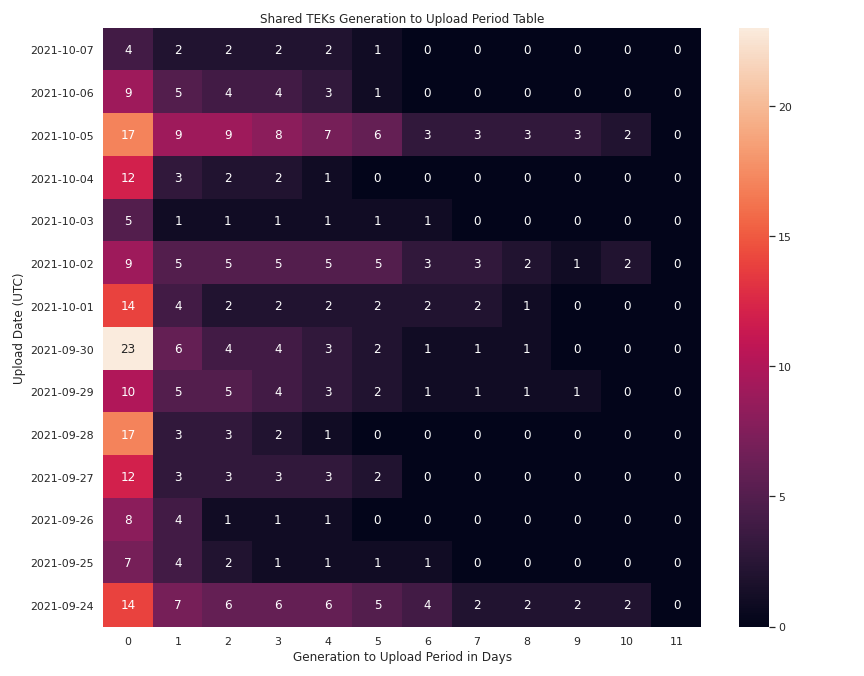 Shared TEKs Generation to Upload Period Table
Upload Date (UTC)
2021-10-07 4 2 2 2 2 1 0 0 0 0 0 0
2021-10-06 9 5 4 4 3 1 0 0 0 0 0 0
2021-10-05 17 9 9 8 7 6 3 3 3 3 2 0
2021-10-04 12 3 2 2 1 0 0 0 0 0 0 0
2021-10-03 5 1 1 1 1 1 1 0 0 0 0 0
2021-10-02 9 5 5 5 5 5 3 3 2 1 2 0
2021-10-01 14 4 2 2 2 2 2 2 1 0 0 0
2021-09-30 23 6 4 4 3 2 1 1 1 0 0 0
2021-09-29 10 5 5 4 3 2 1 1 1 1 0 0
2021-09-28 17 3 3 2 1 0 0 0 0 0 0 0
2021-09-27 12 3 3 3 3 2 0 0 0 0 0 0
2021-09-26 8 4 1 1 1 0 0 0 0 0 0 0
2021-09-25 7 4 2 1 1 1 1 0 0 0 0 0
2021-09-24 14 7 6 6 6 5 4 2 2 2 2 0
0 1 2 3 4 5 6 7 8 9 10 11
Generation to Upload Period in Days
20
15
10
5
0